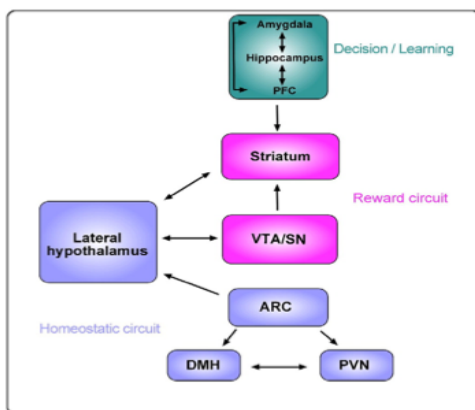 Amygdala
Hippocampus
PFC
Decision / Learning
Striatum
Reward circuit
Lateral
hypothalamus
VTA/SN
ARC
Homeostatic circuit
DMH
PVN